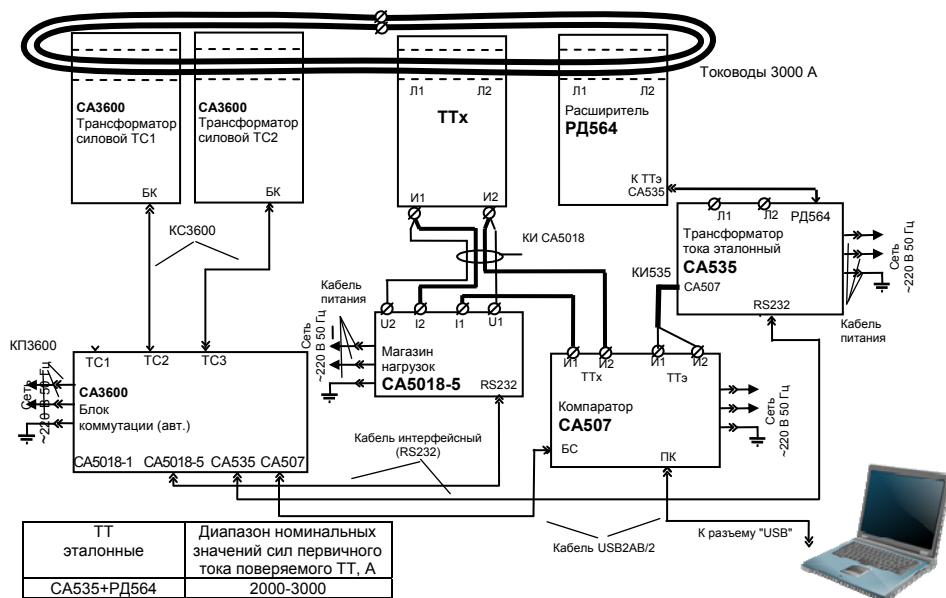 Тоководы 3000 А
СА3600
Трансформатор
силовой ТС1
БК
СА3600
Трансформатор
силовой ТС2
БК
Л1 Л2
ТТх
И1 И2
Л1 Л2
Расширитель
РД564
К ТТэ
СА535
Л1 Л2 РД564
Трансформатор
тока эталонный
СА535
СА507
RS232
Сеть
~220 В 50 Гц
Кабель
питания
КС3600
КИ СА5018
КИ535
Кабель
питания
Сеть
~220 В 50 Гц
U2 I2 I1 U1
Магазин
нагрузок
СА5018-5
RS232
КП3600
Сеть
~220 В 50 Гц
ТС1 ТС2 ТС3
СА3600
Блок
коммутации (авт.)
СА5018-1 СА5018-5 СА535 СА507
И1 И2 И1 И2
ТТх ТТэ
Компаратор
СА507
БС
ПК
Сеть
~220 В 50 Гц
Кабель интерфейсный
(RS232)
Кабель USB2AB/2
К разъему "USB"
ТТ
эталонные
Диапазон номинальных
значений сил первичного
тока поверяемого ТТ, А
СА535+РД564
2000-3000